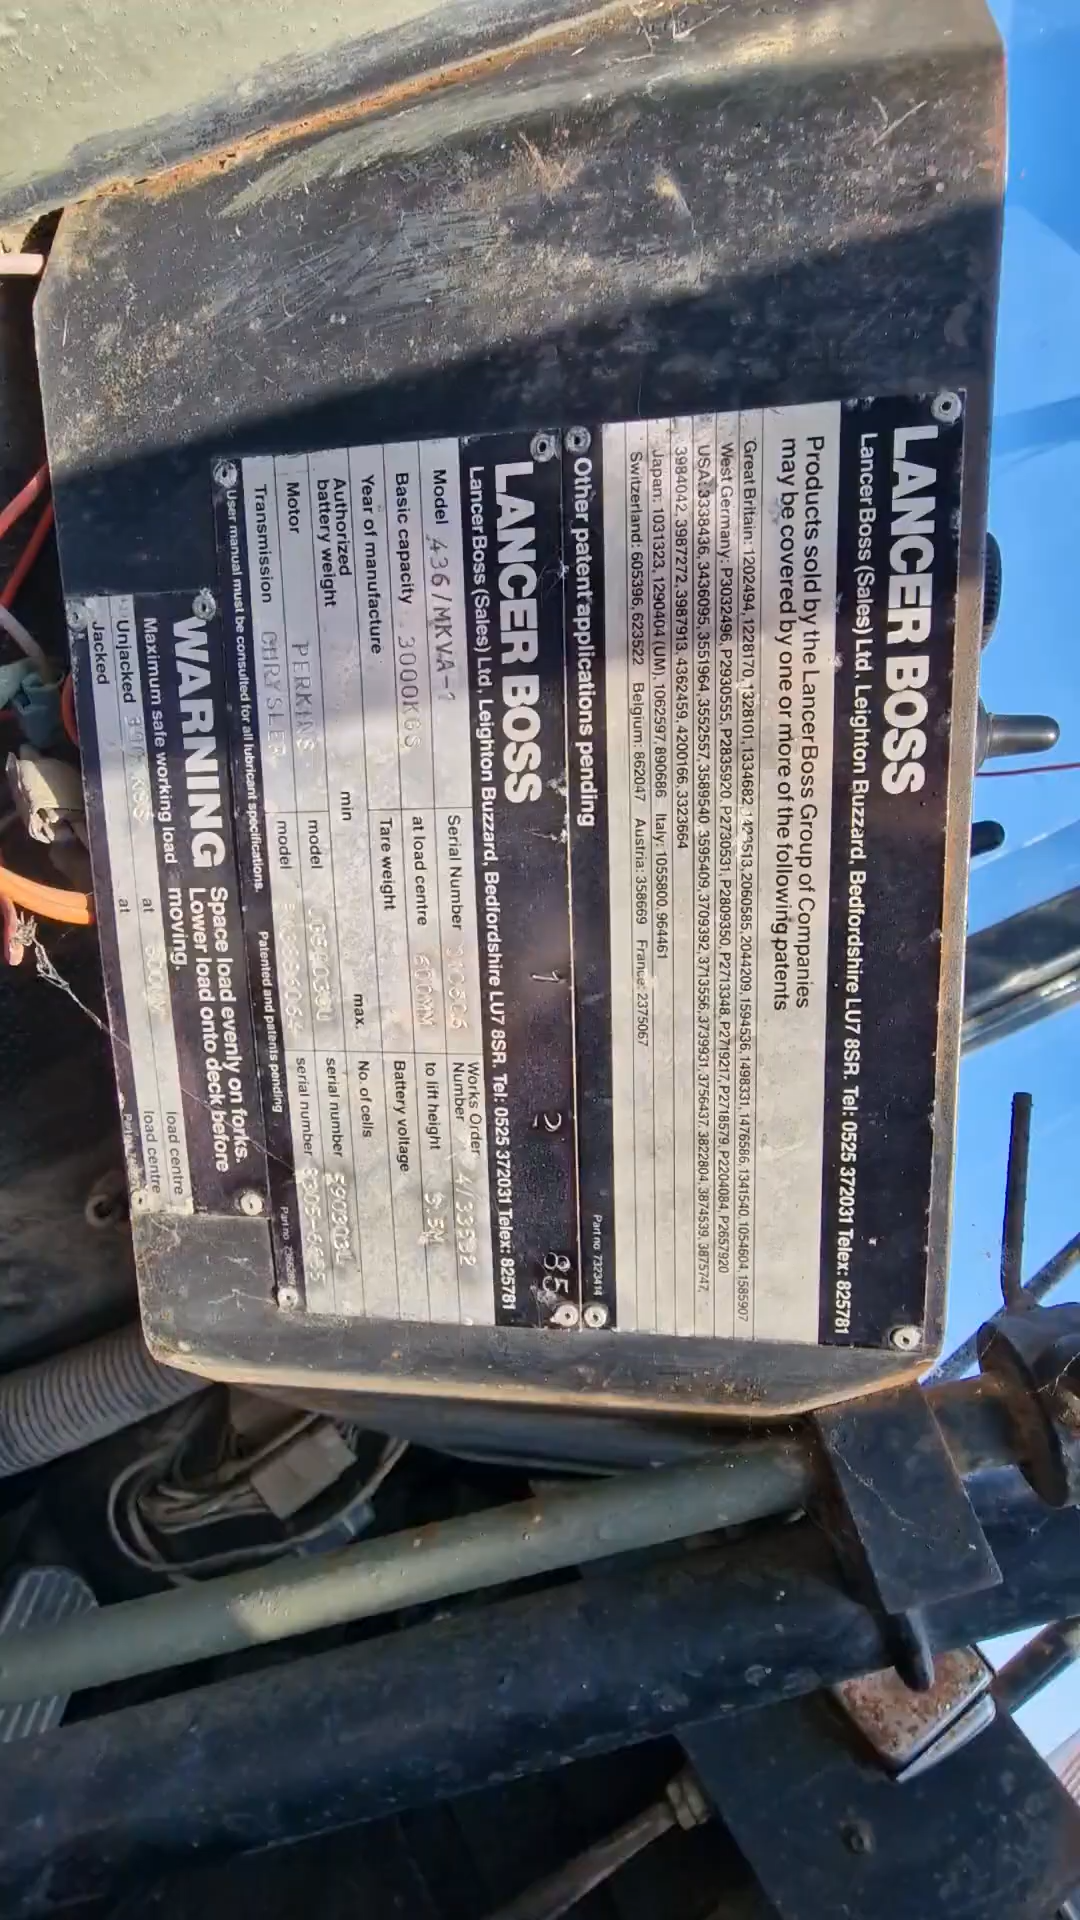 LANCER BOSS
Lancer Boss (Sales) Ltd. Leighton Buzzard, Bedfordshire LU7 8SR. Tel: 0525 372031 Telex: 825781
Products sold by the Lancer Boss Group of Companies
may be covered by one or more of the following patents
Great Britain: 1202494, 1228170, 1328101, 1334682, 1423513, 2060585, 2044209, 1594536, 1498331, 1476586, 1341540, 1054604, 1585907
West Germany: P3032496, P2930555, P2835920, P2730531, P2809350, P2713348, P2719217, P2718579, P2204084, P2657920
USA: 3338436, 3436095, 3551964, 3552557, 3589540, 3595409, 3709392, 3713556, 3739931, 3756437, 3822804, 3874539, 3875747,
3984042, 3987272, 3987913, 4362459, 4200166, 3323664
Japan: 1031323, 1290404 (UM), 1062597, 890686 Italy: 1055800, 964461
Switzerland: 605396, 623522 Belgium: 862047 Austria: 358669 France: 2375067
Other patent applications pending
Part no 7323414
1 2 85
LANCER BOSS
Lancer Boss (Sales) Ltd, Leighton Buzzard, Bedfordshire LU7 8SR. Tel: 0525 372031 Telex: 825781
Model 436/MKVA-1 Serial Number Works Order Number 4/33532
Basic capacity 3000KGS at load centre 600MM to lift height
Year of manufacture Tare weight Battery voltage
Authorized battery weight min max. No. of cells
Motor PERKINS model serial number
Transmission CHRYSLER model serial number
User manual must be consulted for all lubricant specifications. Patented and patents pending Part no
WARNING Space load evenly on forks.
Lower load onto deck before
moving.
Maximum safe working load at load centre
Unjacked at load centre
Jacked